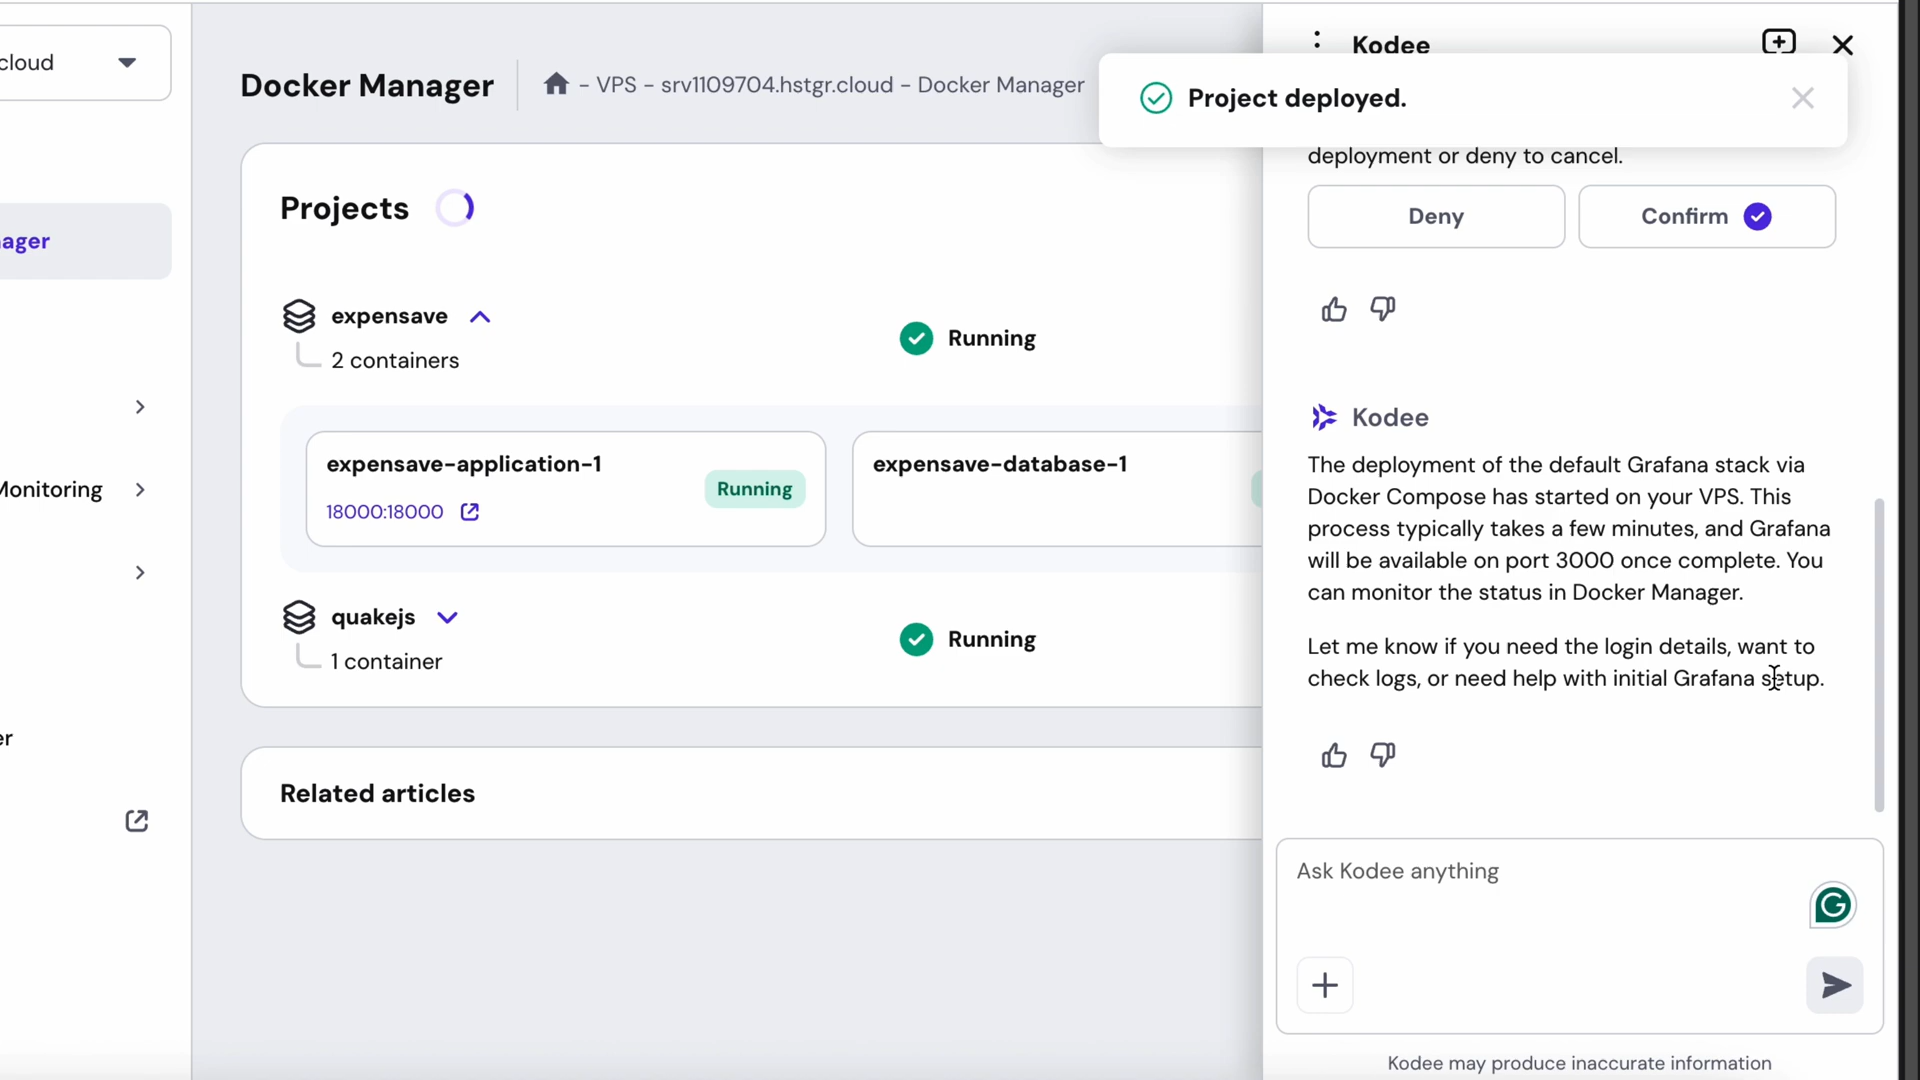 cloud
ager
Monitoring
er
Docker Manager
- VPS - srv1109704.hstgr.cloud - Docker Manager
Projects
expensave
2 containers
Running
expensave-application-1
18000:18000
Running
expensave-database-1
quakejs
1 container
Running
Related articles
Kodee
Project deployed.
deployment or deny to cancel.
Deny
Confirm
Kodee
The deployment of the default Grafana stack via
Docker Compose has started on your VPS. This
process typically takes a few minutes, and Grafana
will be available on port 3000 once complete. You
can monitor the status in Docker Manager.
Let me know if you need the login details, want to
check logs, or need help with initial Grafana setup.
Ask Kodee anything
Kodee may produce inaccurate information